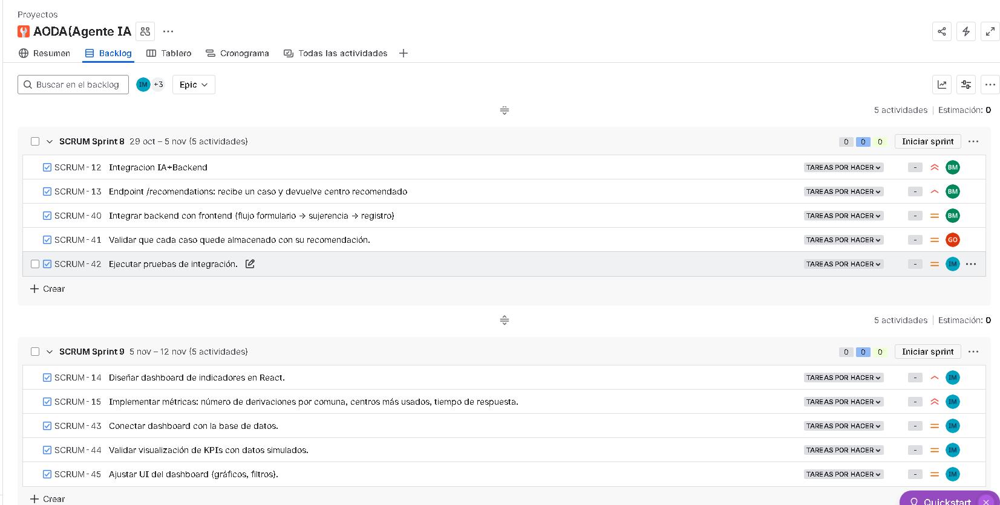 Proyectos
AODA(Agente IA
Resumen Backlog Tablero Cronograma Todas las actividades
Buscar en el backlog IM +3 Epic
5 actividades Estimación: 0
SCRUM Sprint 8 29 oct – 5 nov (5 actividades) 0 0 0 Iniciar sprint
SCRUM-12 Integracion IA+Backend TAREAS POR HACER - BM
SCRUM-13 Endpoint /recomendations: recibe un caso y devuelve centro recomendado TAREAS POR HACER - BM
SCRUM-40 Integrar backend con frontend (flujo formulario → sujerencia → registro) TAREAS POR HACER - BM
SCRUM-41 Validar que cada caso quede almacenado con su recomendación. TAREAS POR HACER - GO
SCRUM-42 Ejecutar pruebas de integración. TAREAS POR HACER - IM
Crear
5 actividades Estimación: 0
SCRUM Sprint 9 5 nov – 12 nov (5 actividades) 0 0 0 Iniciar sprint
SCRUM-14 Diseñar dashboard de indicadores en React. TAREAS POR HACER - IM
SCRUM-15 Implementar métricas: número de derivaciones por comuna, centros más usados, tiempo de respuesta. TAREAS POR HACER - IM
SCRUM-43 Conectar dashboard con la base de datos. TAREAS POR HACER - IM
SCRUM-44 Validar visualización de KPIs con datos simulados. TAREAS POR HACER - IM
SCRUM-45 Ajustar UI del dashboard (gráficos, filtros). TAREAS POR HACER - IM
Crear
Quickstart